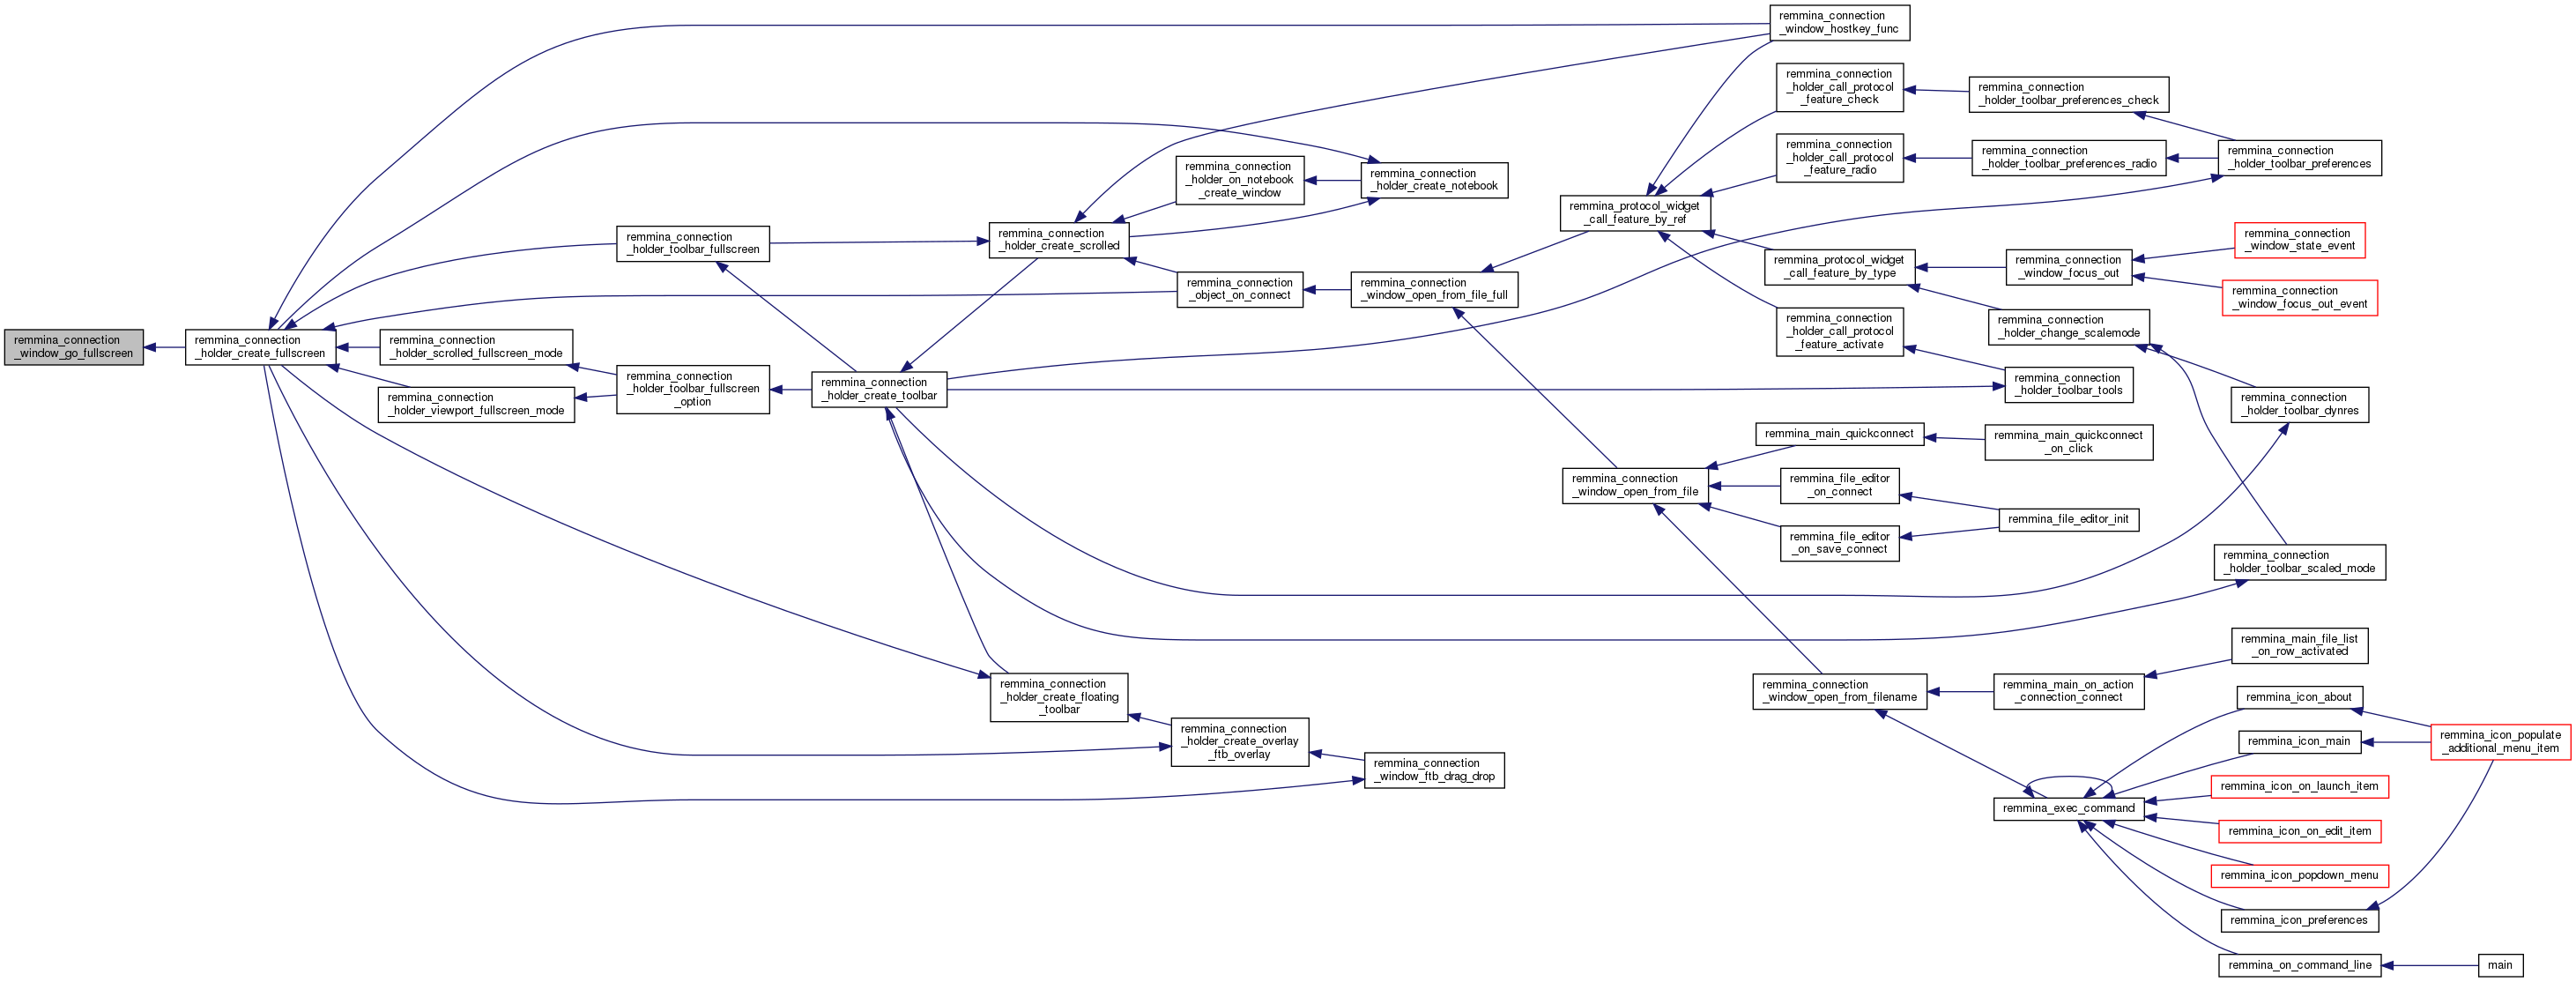 remmina_connection
_window_go_fullscreen
remmina_connection
_holder_create_fullscreen
remmina_connection
_holder_scrolled_fullscreen_mode
remmina_connection
_holder_viewport_fullscreen_mode
remmina_connection
_holder_toolbar_fullscreen
remmina_connection
_holder_toolbar_fullscreen
_option
remmina_connection
_holder_create_toolbar
remmina_connection
_holder_create_scrolled
remmina_connection
_holder_create_floating
_toolbar
remmina_connection
_holder_on_notebook
_create_window
remmina_connection
_object_on_connect
remmina_connection
_holder_create_overlay
_ftb_overlay
remmina_connection
_holder_create_notebook
remmina_connection
_window_open_from_file_full
remmina_connection
_window_ftb_drag_drop
remmina_protocol_widget
_call_feature_by_ref
remmina_connection
_window_open_from_file
remmina_connection
_window_hostkey_func
remmina_connection
_holder_call_protocol
_feature_check
remmina_connection
_holder_call_protocol
_feature_radio
remmina_protocol_widget
_call_feature_by_type
remmina_connection
_holder_call_protocol
_feature_activate
remmina_main_quickconnect
remmina_file_editor
_on_connect
remmina_file_editor
_on_save_connect
remmina_connection
_window_open_from_filename
remmina_connection
_holder_toolbar_preferences_check
remmina_connection
_holder_toolbar_preferences_radio
remmina_connection
_window_focus_out
remmina_connection
_holder_change_scalemode
remmina_connection
_holder_toolbar_tools
remmina_main_quickconnect
_on_click
remmina_file_editor_init
remmina_main_on_action
_connection_connect
remmina_exec_command
remmina_connection
_holder_toolbar_preferences
remmina_connection
_window_state_event
remmina_connection
_window_focus_out_event
remmina_connection
_holder_toolbar_dynres
remmina_connection
_holder_toolbar_scaled_mode
remmina_main_file_list
_on_row_activated
remmina_icon_about
remmina_icon_main
remmina_icon_on_launch_item
remmina_icon_on_edit_item
remmina_icon_popdown_menu
remmina_icon_preferences
remmina_on_command_line
remmina_icon_populate
_additional_menu_item
main